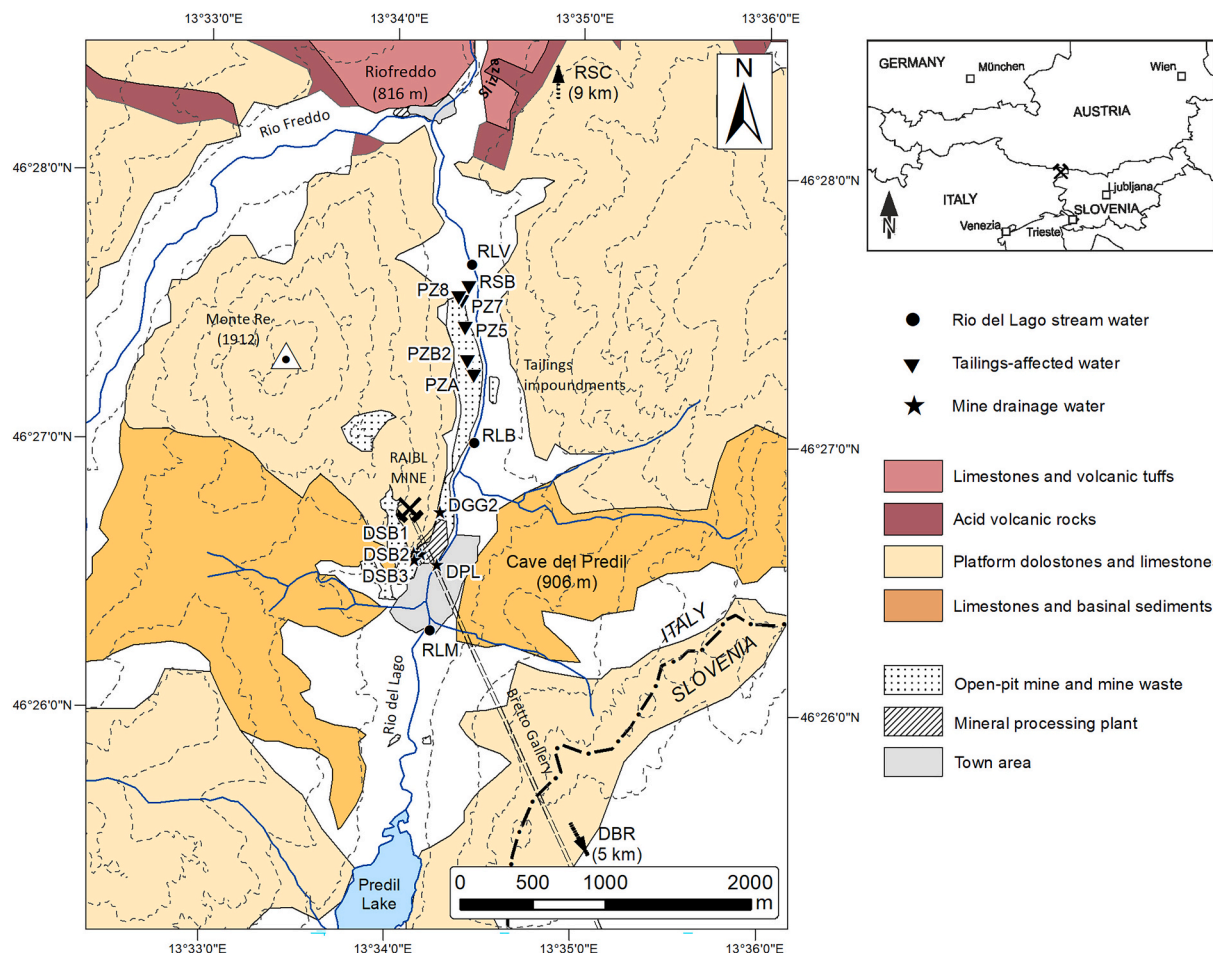 13°33'0"E
13°34'0"E
13°35'0"E
13°36'0"E
Riofreddo
(816 m)
Slizza
RSC
(9 km)
N
Rio Freddo
46°28'0"N
46°28'0"N
RLV
RSB
PZ8
PZ7
PZ5
Monte Re
(1912)
PZB2
PZA
Tailings
impoundments
46°27'0"N
46°27'0"N
RLB
RAIBL
MINE
DGG2
DSB1
DSB2
DSB3
DPL
Cave del Predil
(906 m)
RLM
ITALY
SLOVENIA
Rio del Lago
Bretto Gallery
46°26'0"N
46°26'0"N
DBR
(5 km)
Predil
Lake
0 500 1000 2000
m
13°33'0"E
13°34'0"E
13°35'0"E
13°36'0"E
GERMANY
München
Wien
AUSTRIA
ITALY
Ljubljana
SLOVENIA
Venezia
Trieste
N
Rio del Lago stream water
Tailings-affected water
Mine drainage water
Limestones and volcanic tuffs
Acid volcanic rocks
Platform dolostones and limestone
Limestones and basinal sediments
Open-pit mine and mine waste
Mineral processing plant
Town area